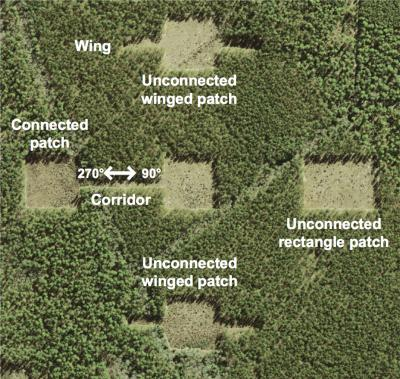 Wing
Unconnected
winged patch
Connected
patch
270° 90°
Corridor
Unconnected
rectangle patch
Unconnected
winged patch